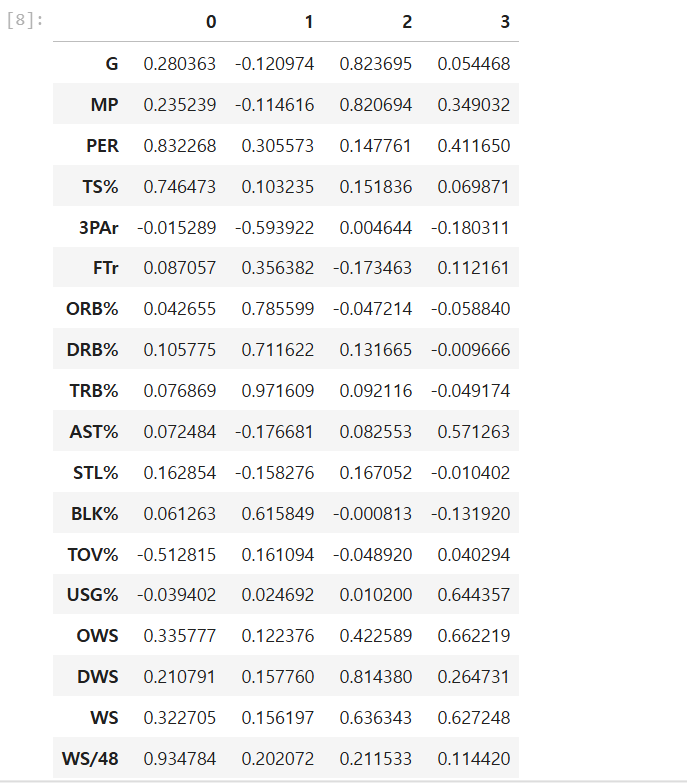 [8]:
0 1 2 3
G 0.280363 -0.120974 0.823695 0.054468
MP 0.235239 -0.114616 0.820694 0.349032
PER 0.832268 0.305573 0.147761 0.411650
TS% 0.746473 0.103235 0.151836 0.069871
3PAr -0.015289 -0.593922 0.004644 -0.180311
FTr 0.087057 0.356382 -0.173463 0.112161
ORB% 0.042655 0.785599 -0.047214 -0.058840
DRB% 0.105775 0.711622 0.131665 -0.009666
TRB% 0.076869 0.971609 0.092116 -0.049174
AST% 0.072484 -0.176681 0.082553 0.571263
STL% 0.162854 -0.158276 0.167052 -0.010402
BLK% 0.061263 0.615849 -0.000813 -0.131920
TOV% -0.512815 0.161094 -0.048920 0.040294
USG% -0.039402 0.024692 0.010200 0.644357
OWS 0.335777 0.122376 0.422589 0.662219
DWS 0.210791 0.157760 0.814380 0.264731
WS 0.322705 0.156197 0.636343 0.627248
WS/48 0.934784 0.202072 0.211533 0.114420